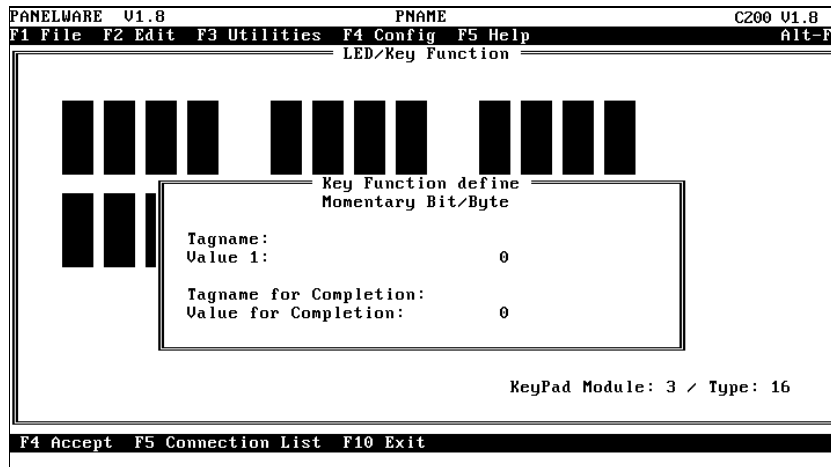 PANELWARE V1.8 PNAME C200 V1.8
F1 File F2 Edit F3 Utilities F4 Config F5 Help Alt-F
LED/Key Function
Key Function define
Momentary Bit/Byte
Tagname:
Value 1: 0
Tagname for Completion:
Value for Completion: 0
KeyPad Module: 3 / Type: 16
F4 Accept F5 Connection List F10 Exit